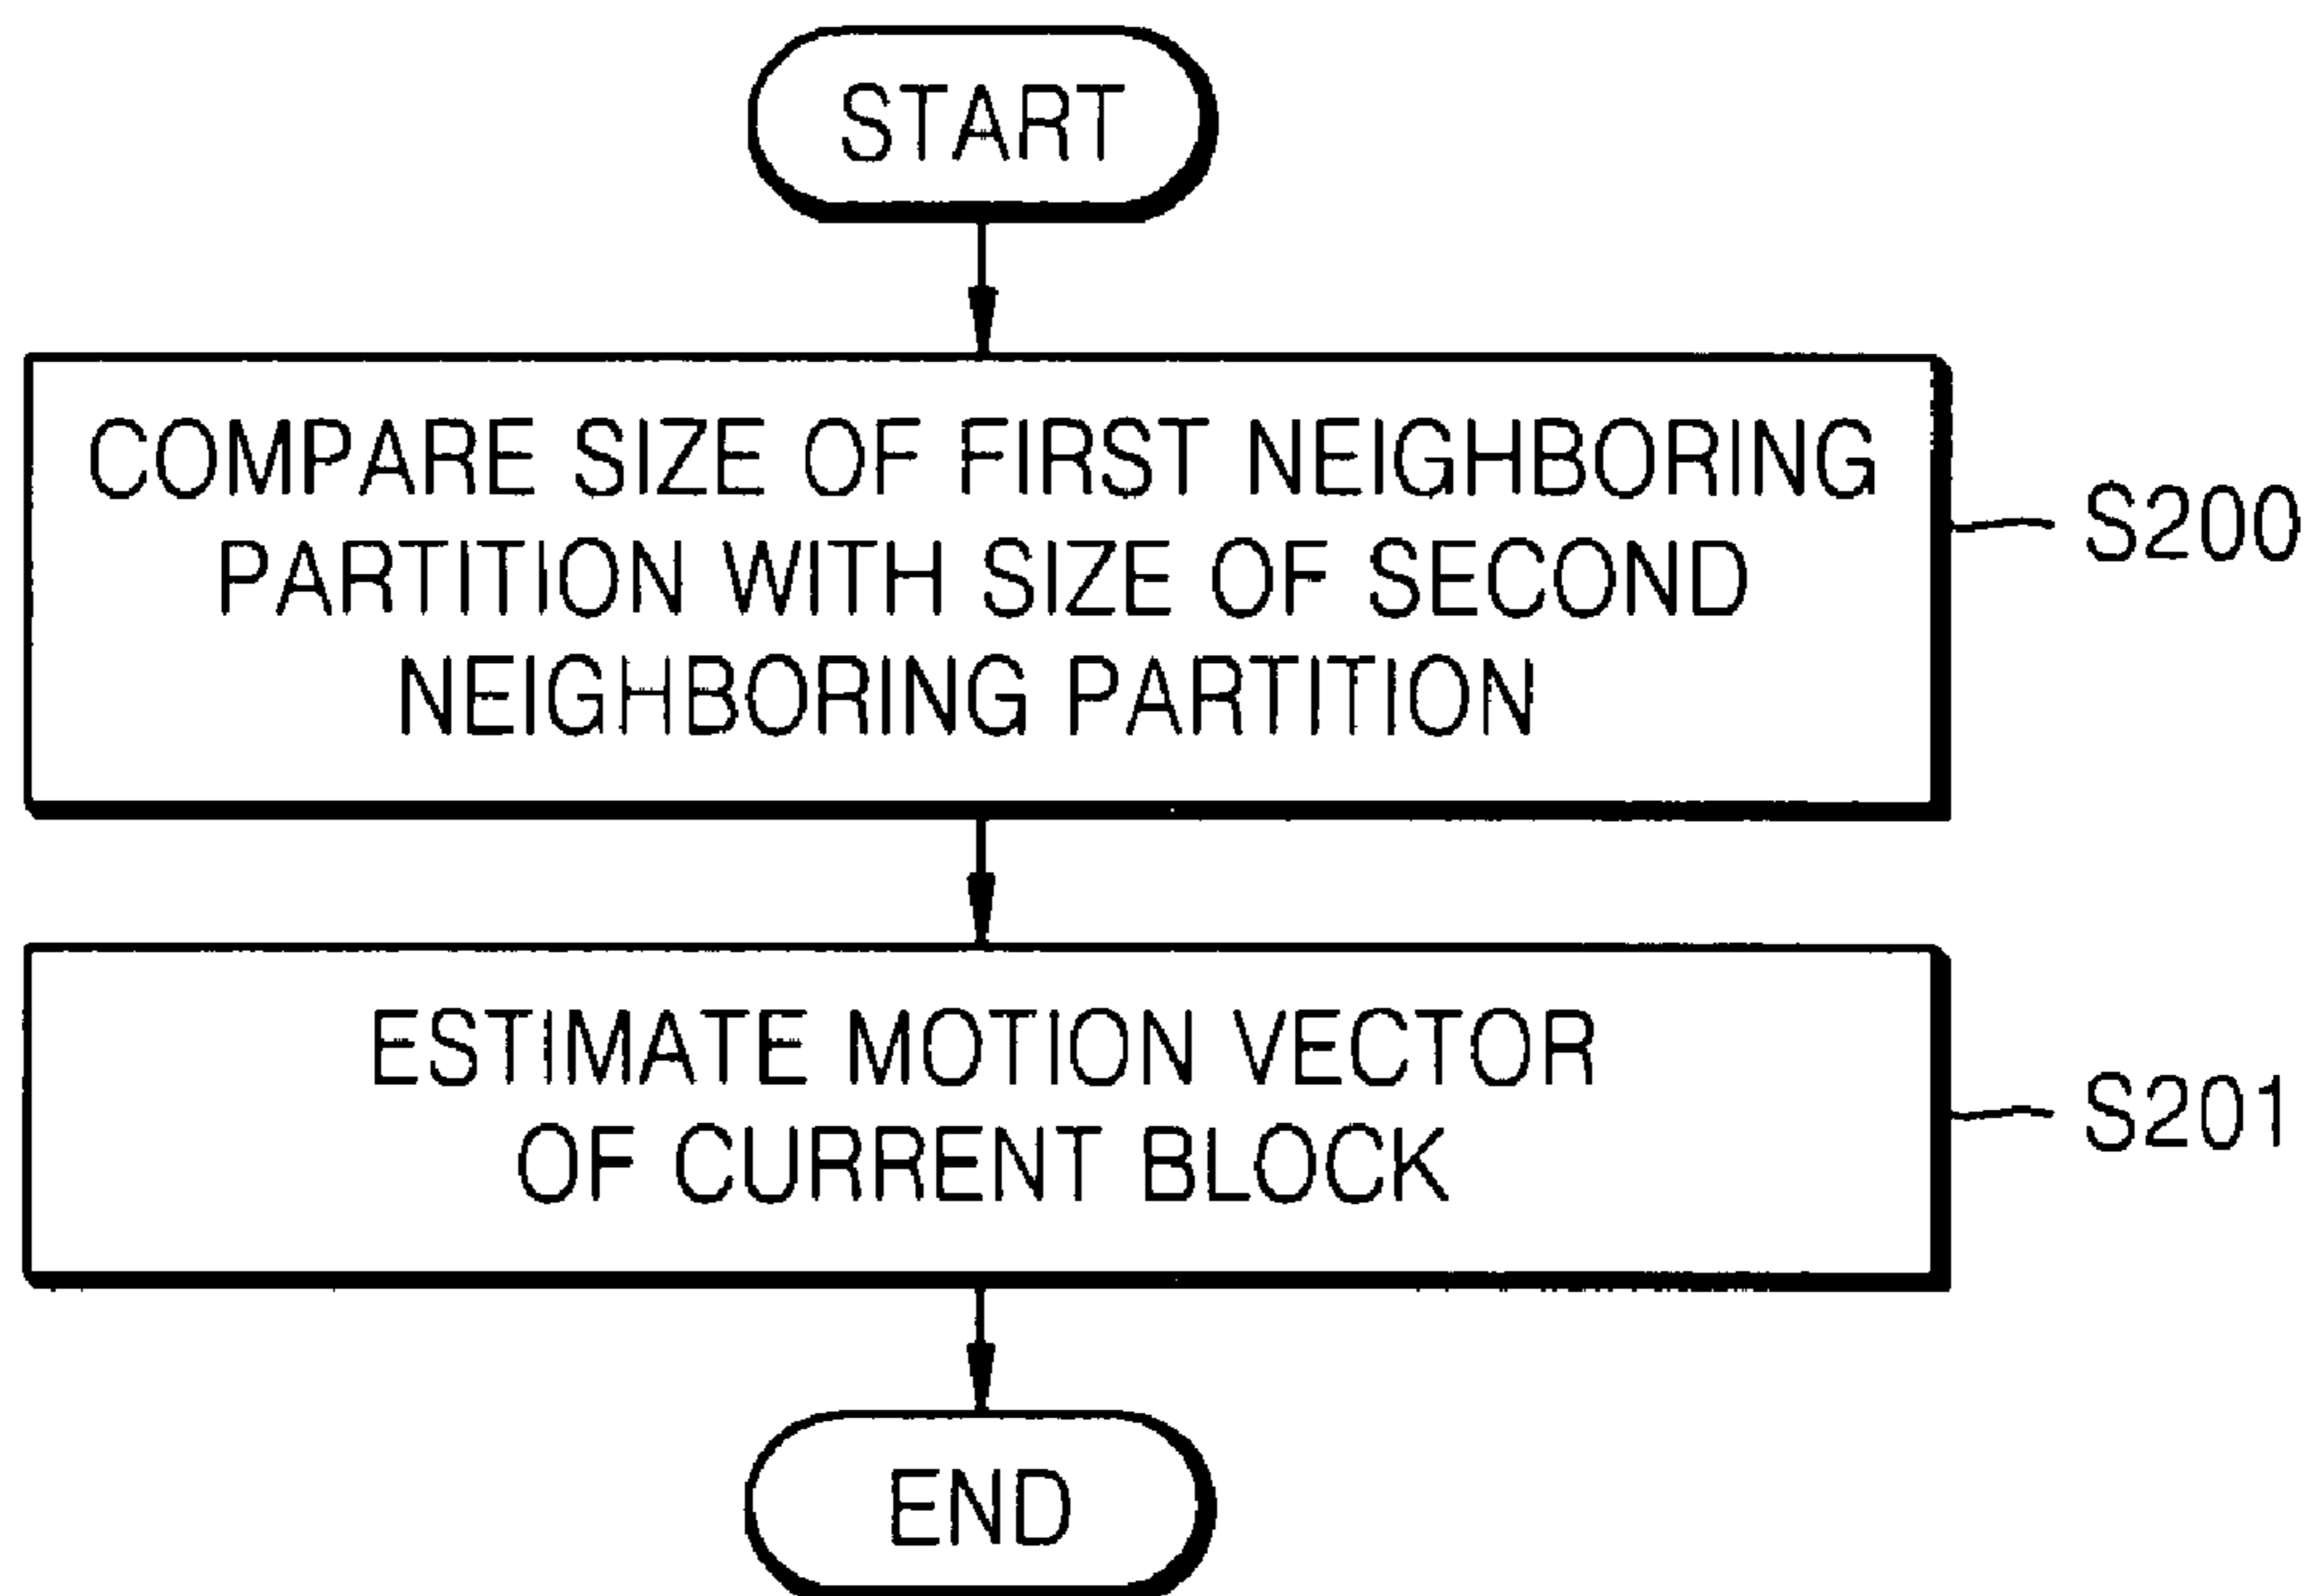 START
COMPARE SIZE OF FIRST NEIGHBORING
PARTITION WITH SIZE OF SECOND
NEIGHBORING PARTITION
S200
ESTIMATE MOTION VECTOR
OF CURRENT BLOCK
S201
END